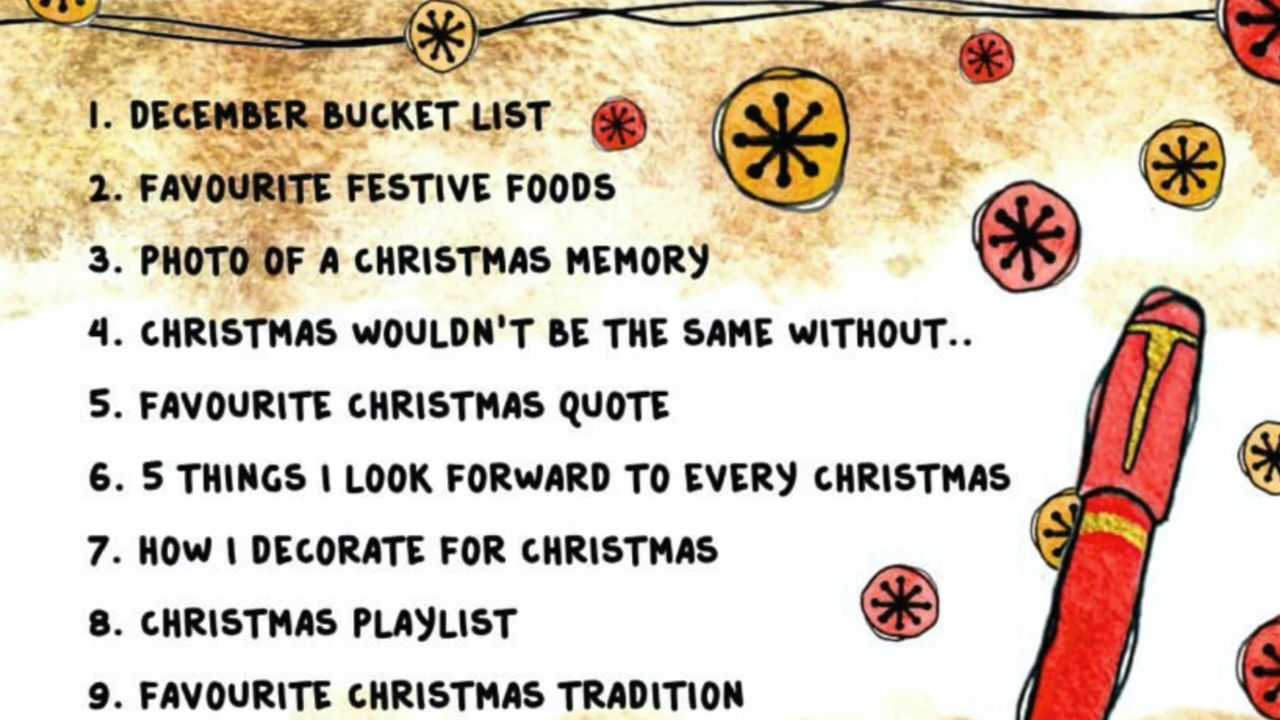 1. DECEMBER BUCKET LIST
2. FAVOURITE FESTIVE FOODS
3. PHOTO OF A CHRISTMAS MEMORY
4. CHRISTMAS WOULDN'T BE THE SAME WITHOUT..
5. FAVOURITE CHRISTMAS QUOTE
6. 5 THINGS I LOOK FORWARD TO EVERY CHRISTMAS
7. HOW I DECORATE FOR CHRISTMAS
8. CHRISTMAS PLAYLIST
9. FAVOURITE CHRISTMAS TRADITION